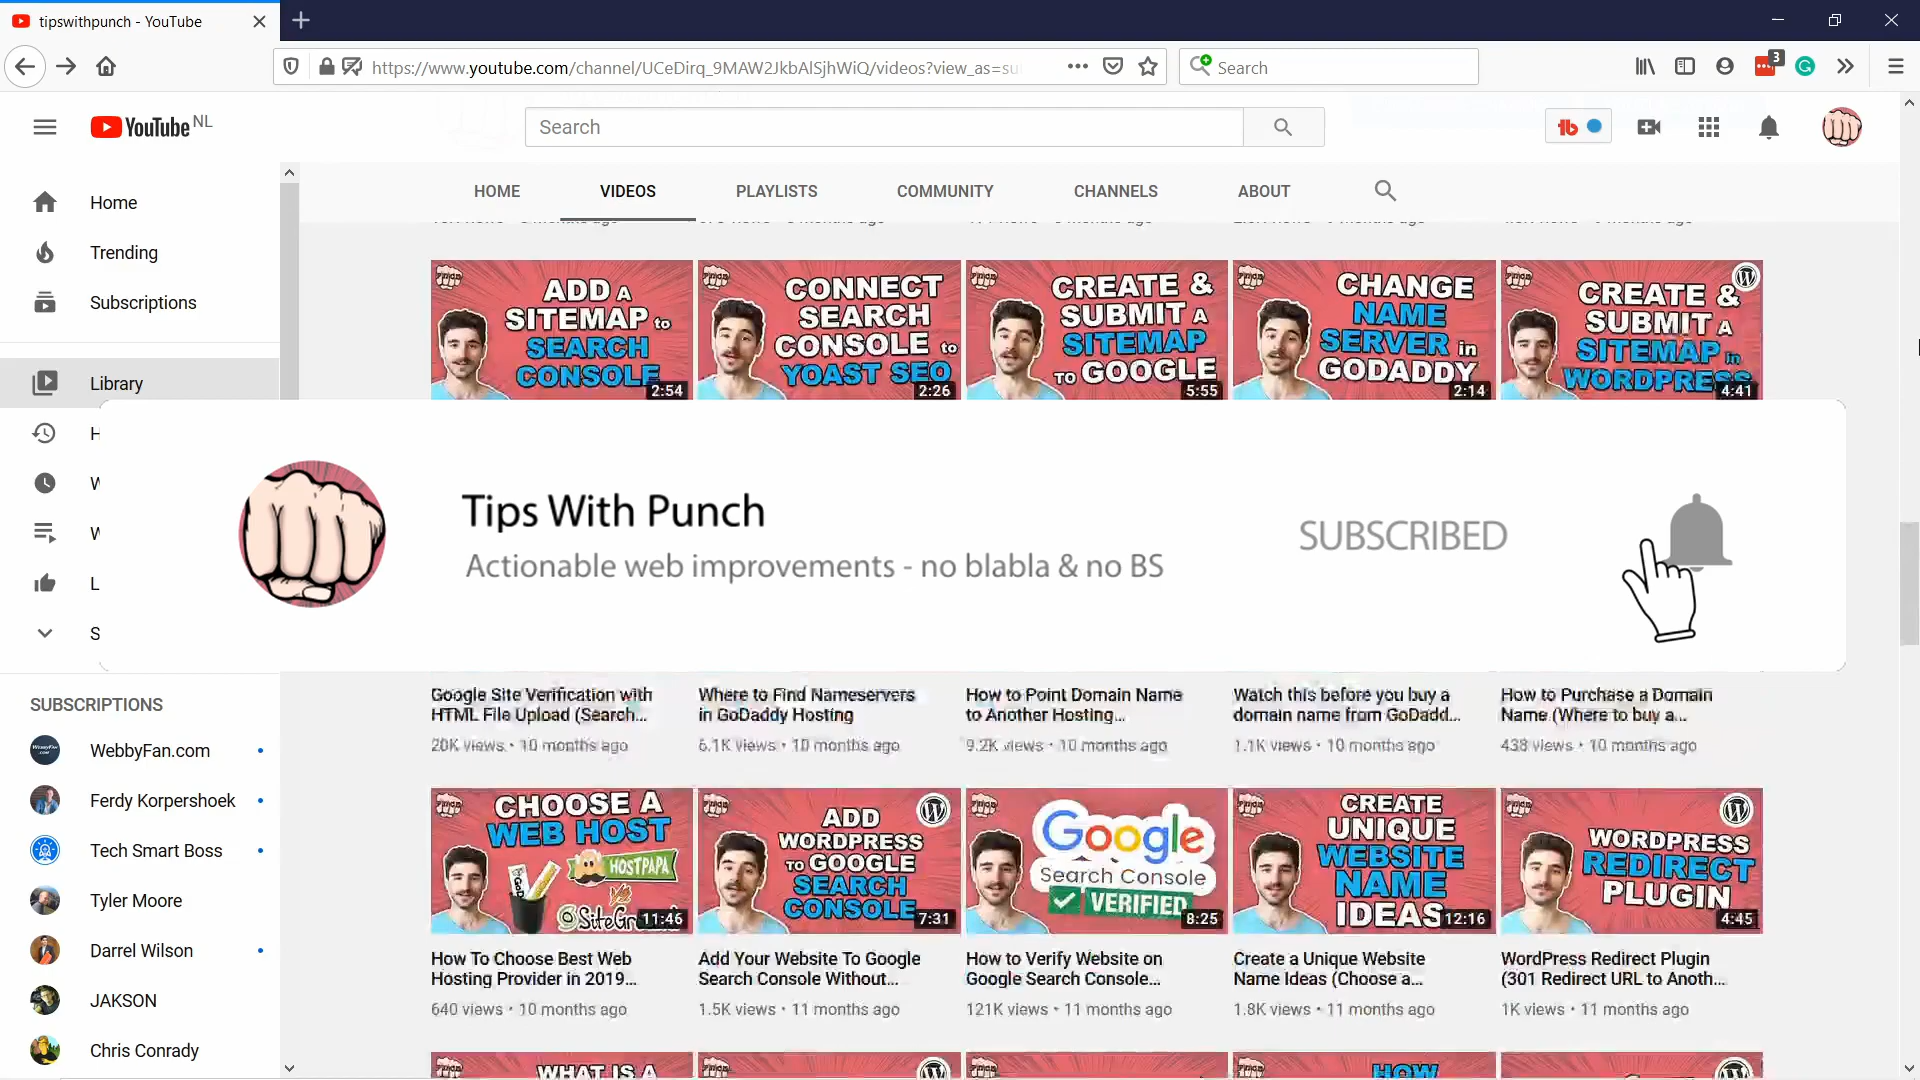 tipswithpunch - YouTube
https://www.youtube.com/channel/UCeDirq_9MAW2JkbAlSjhWiQ/videos?view_as=su
Search
3
YouTube NL
Search
Home
Trending
Subscriptions
Library
H
W
W
L
S
SUBSCRIPTIONS
WebbyFan.com
Ferdy Korpershoek
Tech Smart Boss
Tyler Moore
Darrel Wilson
JAKSON
Chris Conrady
HOME
VIDEOS
PLAYLISTS
COMMUNITY
CHANNELS
ABOUT
ADD A
SITEMAP to
SEARCH
CONSOLE
2:54
CONNECT
SEARCH
CONSOLE to
YOAST SEO
2:26
CREATE &
SUBMIT A
SITEMAP
TO GOOGLE
5:55
CHANGE
NAME
SERVER in
GODADDY
2:14
CREATE &
SUBMIT A
SITEMAP in
WORDPRESS
4:41
Tips With Punch
Actionable web improvements - no blabla & no BS
SUBSCRIBED
Google Site Verification with
HTML File Upload (Search...
20K views • 10 months ago
Where to Find Nameservers
in GoDaddy Hosting
6.1K views • 10 months ago
How to Point Domain Name
to Another Hosting...
9.2K views • 10 months ago
Watch this before you buy a
domain name from GoDadd...
1.1K views • 10 months ago
How to Purchase a Domain
Name (Where to buy a...
438 views • 10 months ago
CHOOSE A
WEB HOST
HOSTPAPA
VS
11:46
How To Choose Best Web
Hosting Provider in 2019...
640 views • 10 months ago
ADD
WORDPRESS
TO GOOGLE
SEARCH
CONSOLE
7:31
Add Your Website To Google
Search Console Without...
1.5K views • 11 months ago
Google
Search Console
VERIFIED
8:25
How to Verify Website on
Google Search Console...
121K views • 11 months ago
CREATE
UNIQUE
WEBSITE
NAME
IDEAS
12:16
Create a Unique Website
Name Ideas (Choose a...
1.8K views • 11 months ago
WORDPRESS
REDIRECT
PLUGIN
4:45
WordPress Redirect Plugin
(301 Redirect URL to Anoth...
1K views • 11 months ago
WHAT IS A
HOW